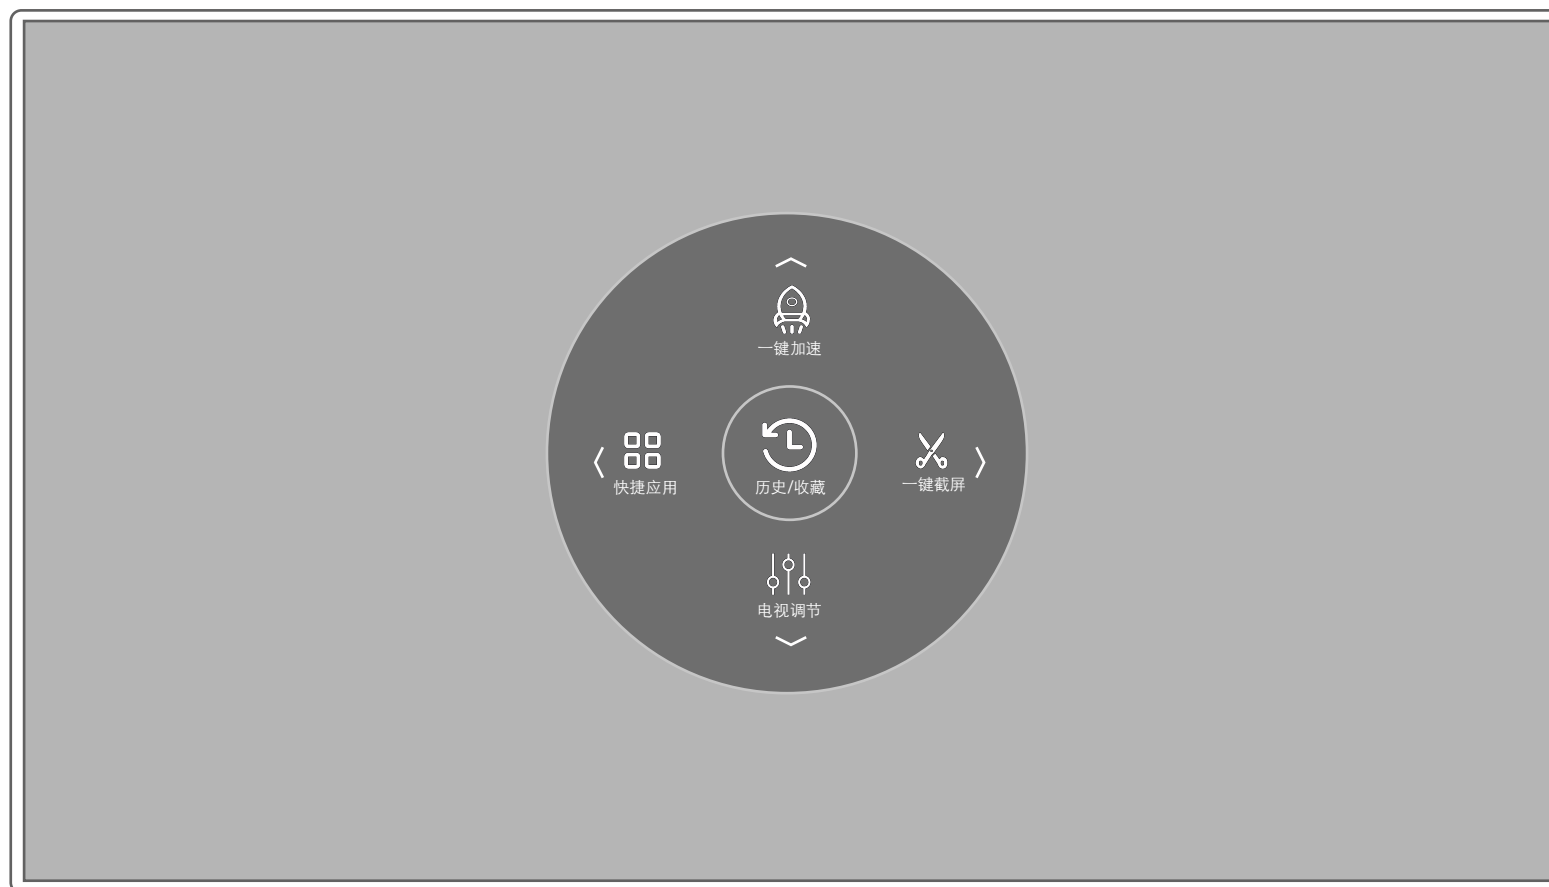 一键加速
快捷应用
历史/收藏
一键截屏
电视调节